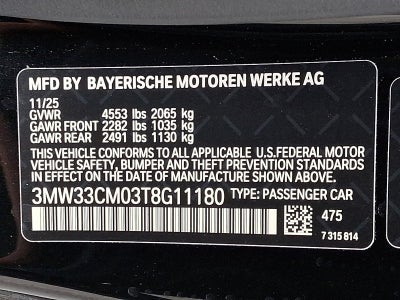 MFD BY BAYERISCHE MOTOREN WERKE AG
11/25
GVWR 4553 lbs 2065 kg
GAWR FRONT 2282 lbs 1035 kg
GAWR REAR 2491 lbs 1130 kg
THIS VEHICLE CONFORMS TO ALL APPLICABLE U.S.FEDERAL MOTOR
VEHICLE SAFETY, BUMPER AND THEFT PREVENTION STANDARDS
IN EFFECT ON THE DATE OF MANUFACTURE SHOWN ABOVE.
3MW33CM03T8G11180 TYPE: PASSENGER CAR
475
7 315 814